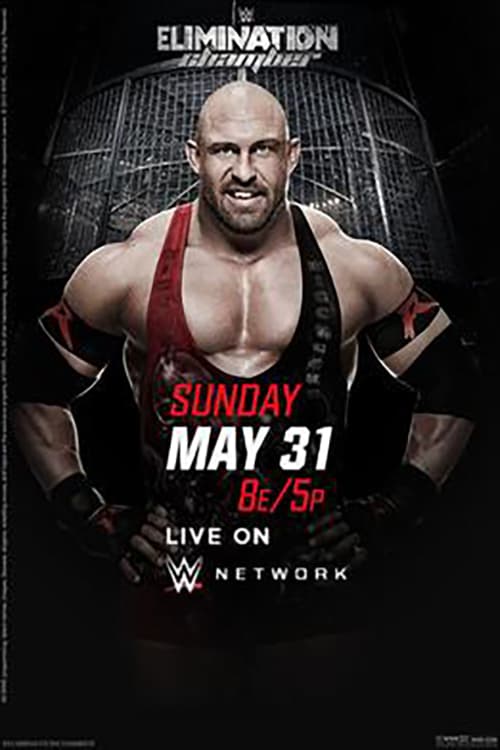 W
ELIMINATION
chamber
SUNDAY
MAY 31
8E/5P
LIVE ON
W NETWORK